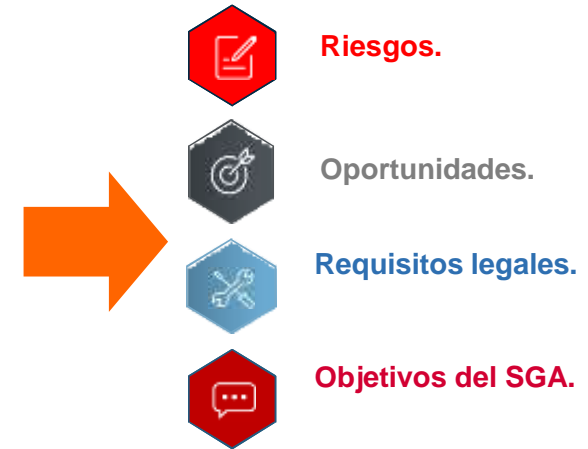 Riesgos.
Oportunidades.
Requisitos legales.
Objetivos del SGA.